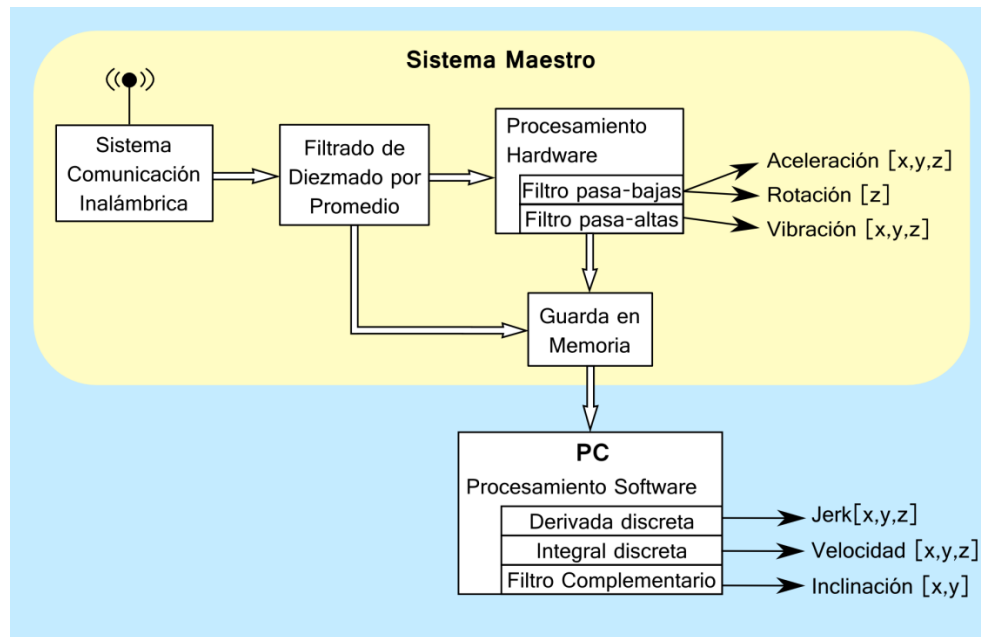 Sistema Maestro
Sistema
Comunicación
Inalámbrica
Filtrado de
Diezmado por
Promedio
Procesamiento
Hardware
Filtro pasa-bajas
Filtro pasa-altas
Aceleración [x,y,z]
Rotación [z]
Vibración [x,y,z]
Guarda en
Memoria
PC
Procesamiento Software
Derivada discreta
Integral discreta
Filtro Complementario
Jerk[x,y,z]
Velocidad [x,y,z]
Inclinación [x,y]